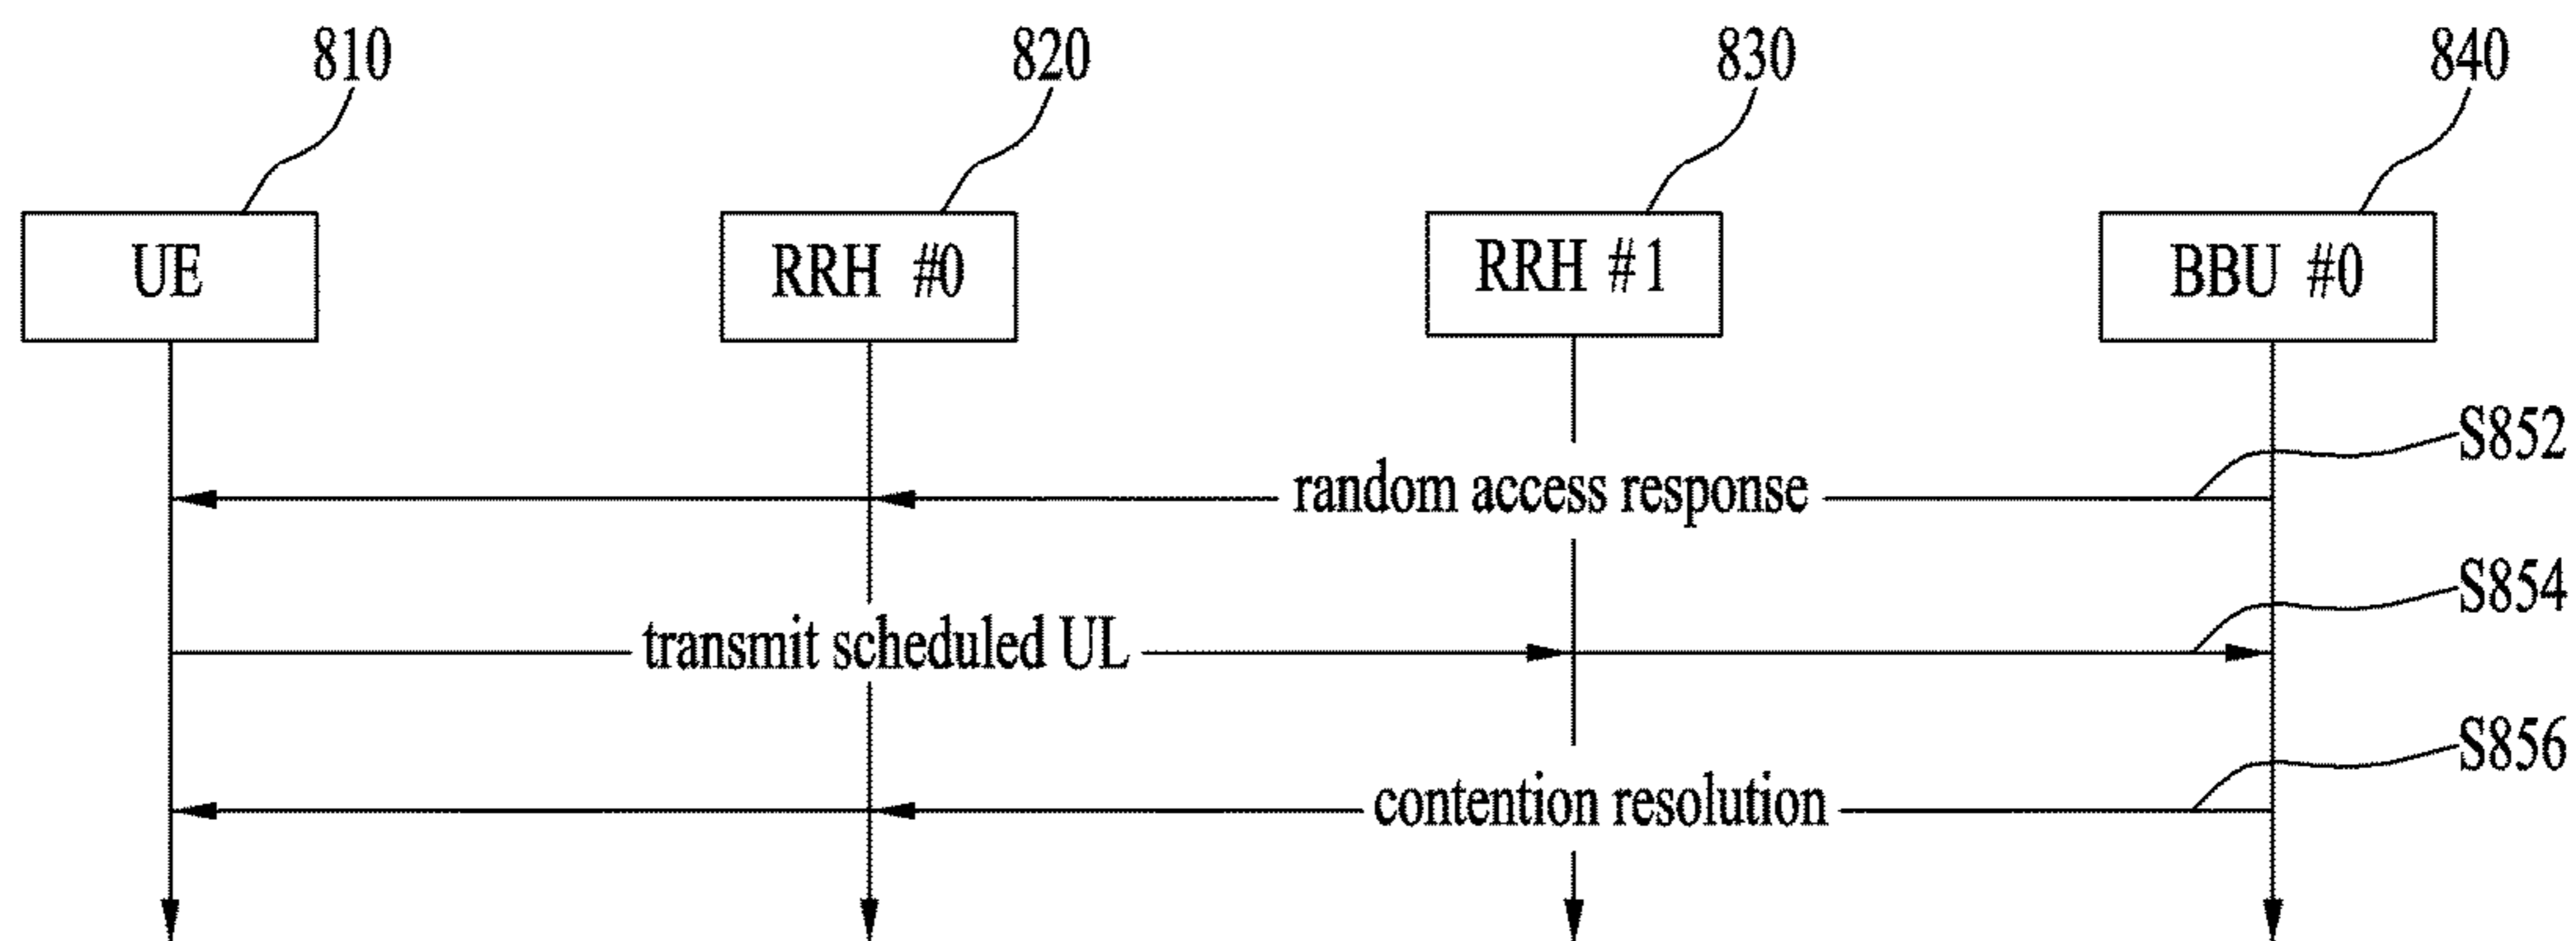 810
820
830
840
UE
RRH #0
RRH #1
BBU #0
S852
random access response
S854
transmit scheduled UL
S856
contention resolution